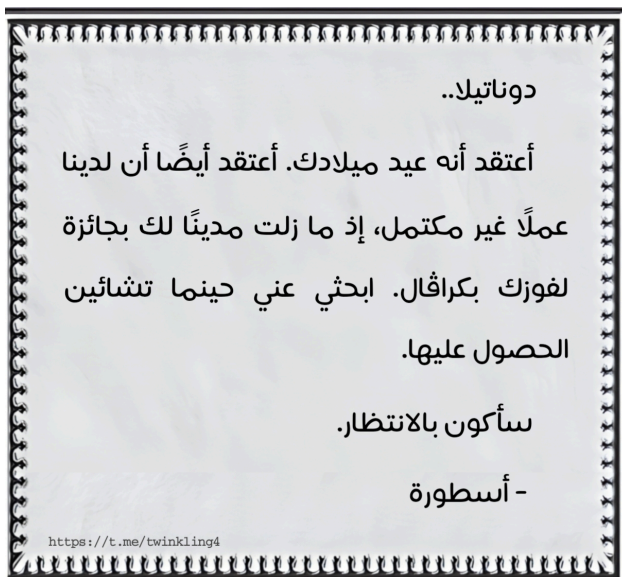 دوناتيلا..
أعتقد أنه عيد ميلادك. أعتقد أيضًا أن لدينا
عملًا غير مكتمل، إذ ما زلت مدينًا لك بجائزة
لفوزك بكراڤال. ابحثي عني حينما تشائين
الحصول عليها.
سأكون بالانتظار.
- أسطورة
https://t.me/twinkling4